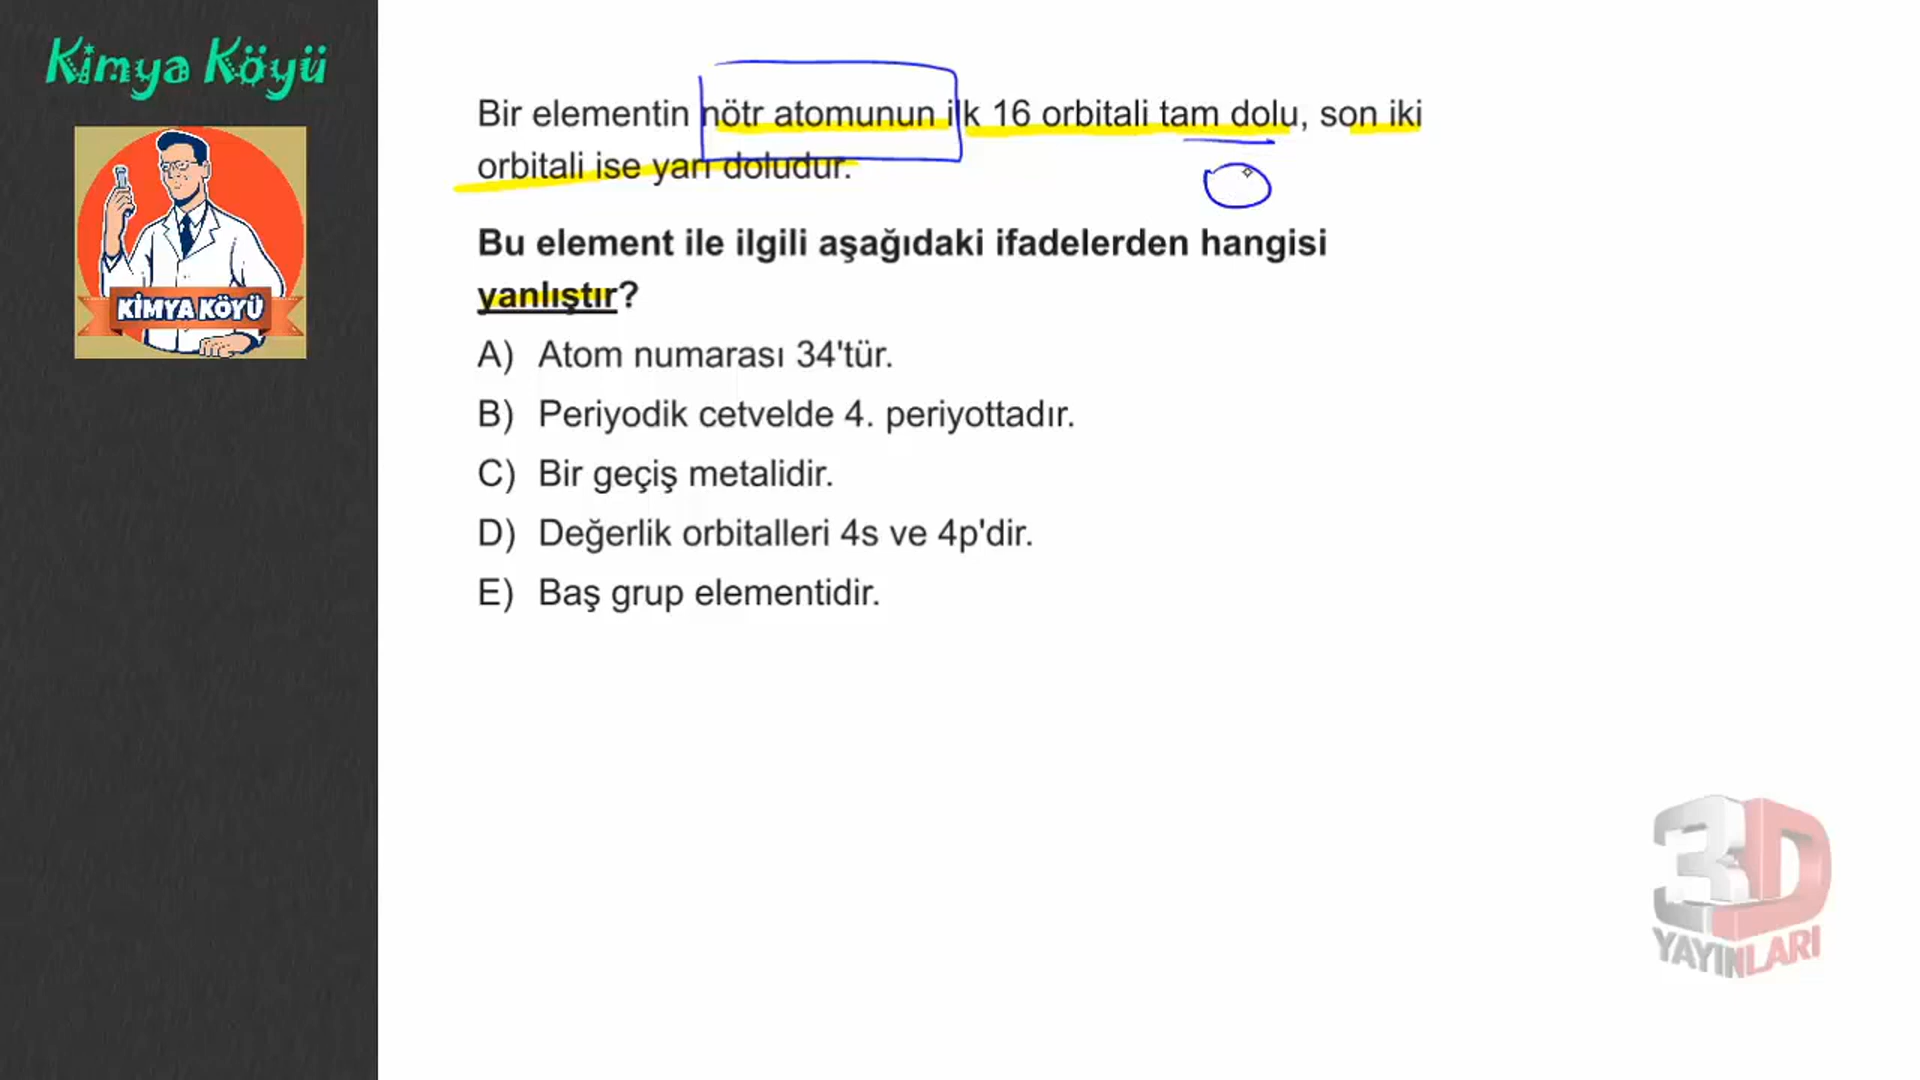 Kimya Köyü
KİMYA KÖYÜ
Bir elementin nötr atomunun ilk 16 orbitali tam dolu, son iki
orbitali ise yarı doludur.
Bu element ile ilgili aşağıdaki ifadelerden hangisi
yanlıştır?
A) Atom numarası 34'tür.
B) Periyodik cetvelde 4. periyottadır.
C) Bir geçiş metalidir.
D) Değerlik orbitalleri 4s ve 4p'dir.
E) Baş grup elementidir.
3D
YAYINLARI